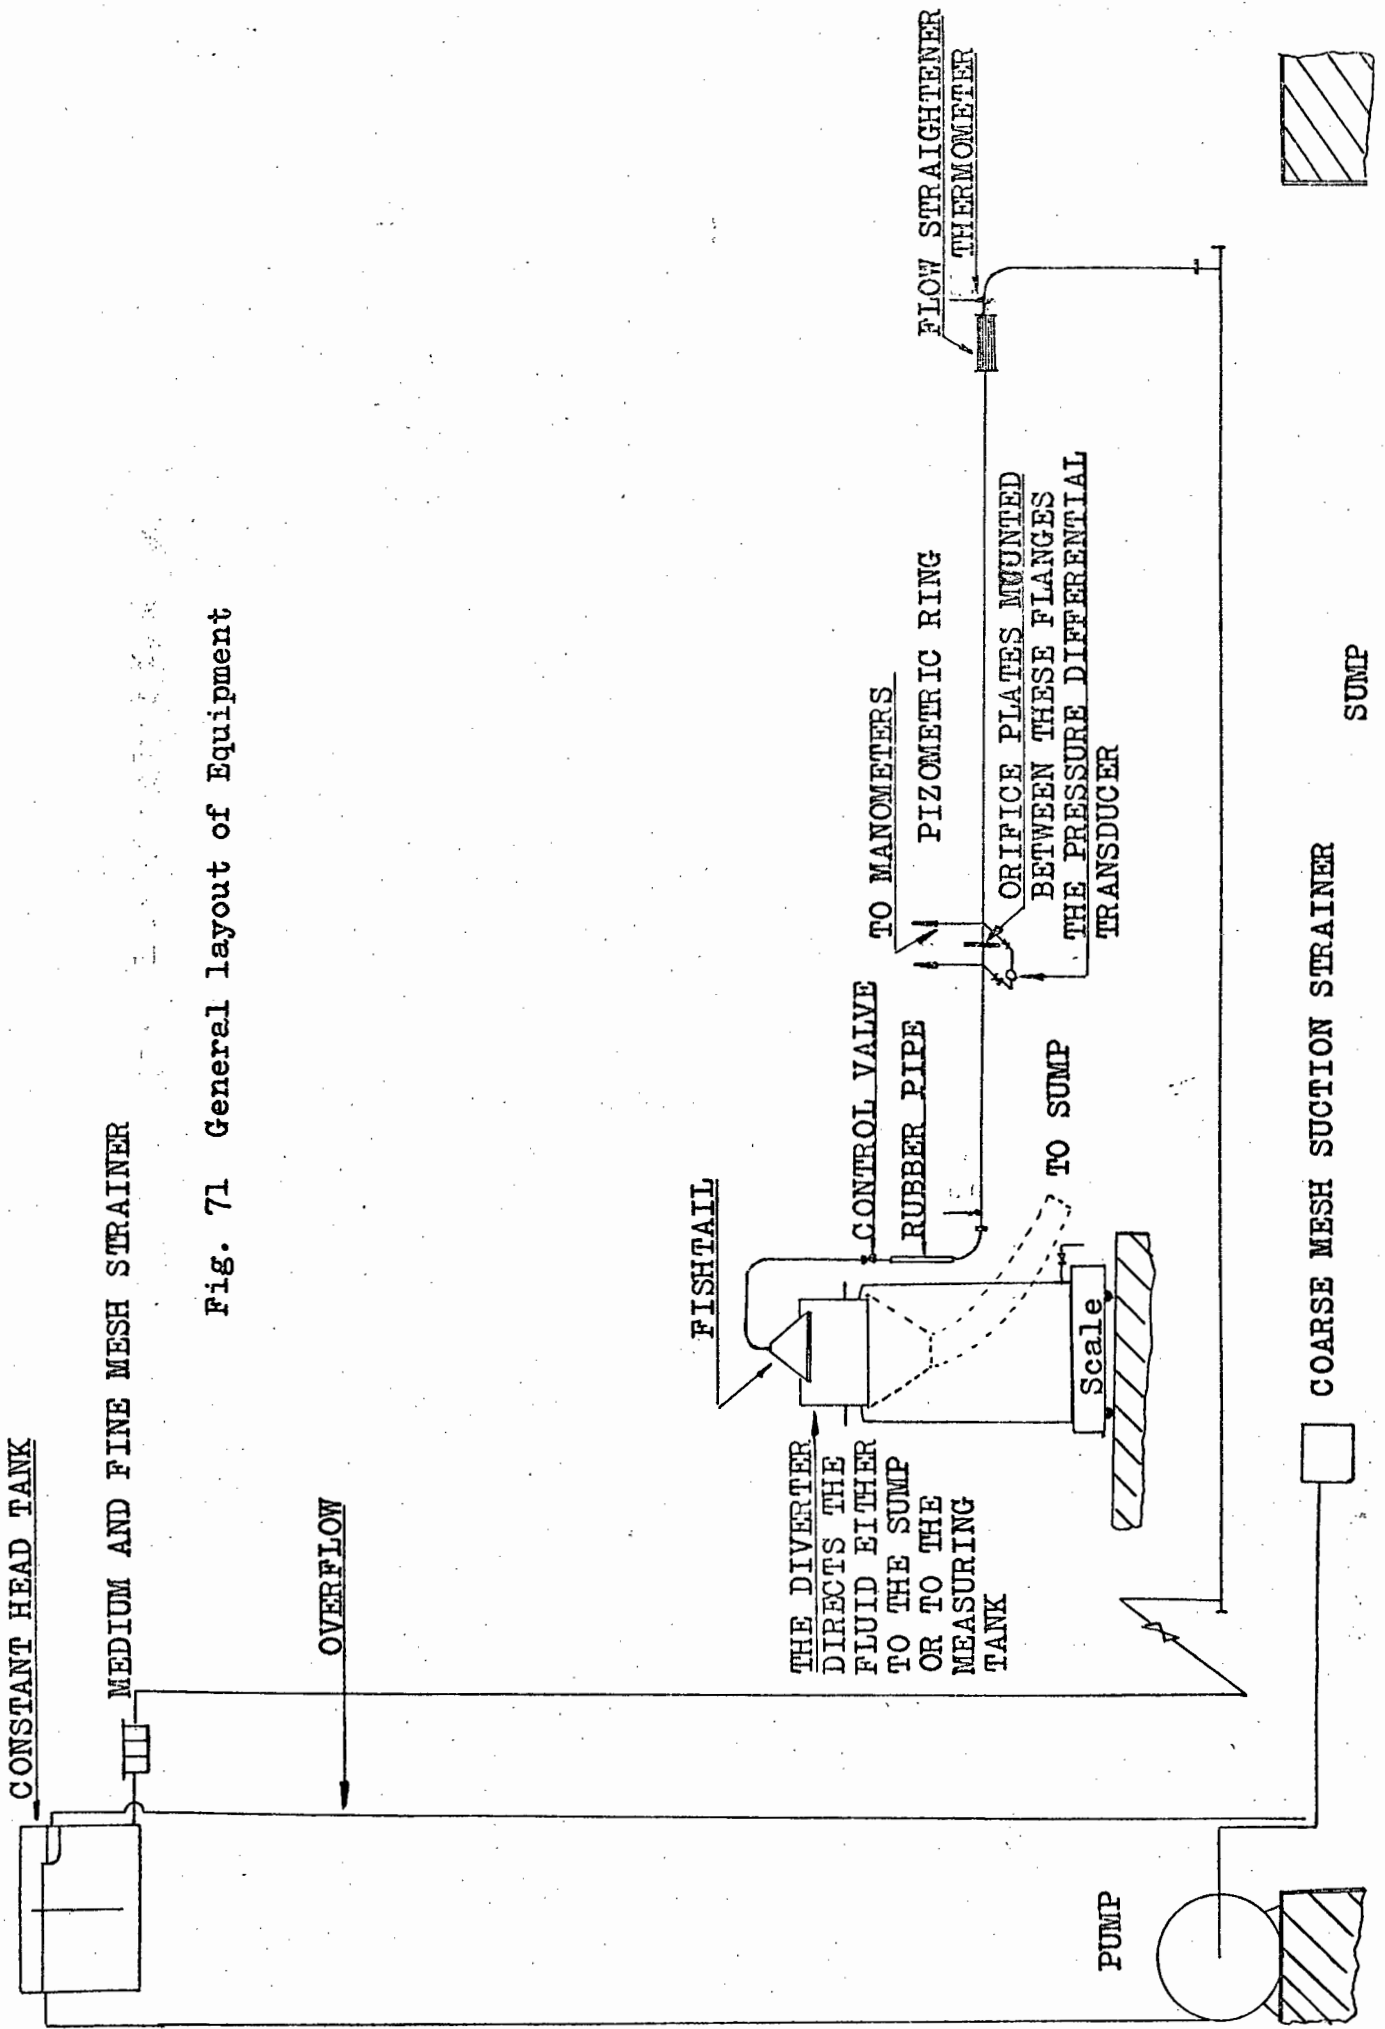 CONSTANT HEAD TANK
MEDIUM AND FINE MESH STRAINER
Fig. 71 General layout of Equipment
OVERFLOW
FISHTAIL
THE DIVERTER
DIRECTS THE
FLUID EITHER
TO THE SUMP
OR TO THE
MEASURING
TANK
CONTROL VALVE
RUBBER PIPE
TO MANOMETERS
PIZOMETRIC RING
FLOW STRAIGHTENER
THERMOMETER
ORIFICE PLATES MOUNTED
BETWEEN THESE FLANGES
THE PRESSURE DIFFERENTIAL
TRANSDUCER
TO SUMP
Scale
PUMP
COARSE MESH SUCTION STRAINER
SUMP